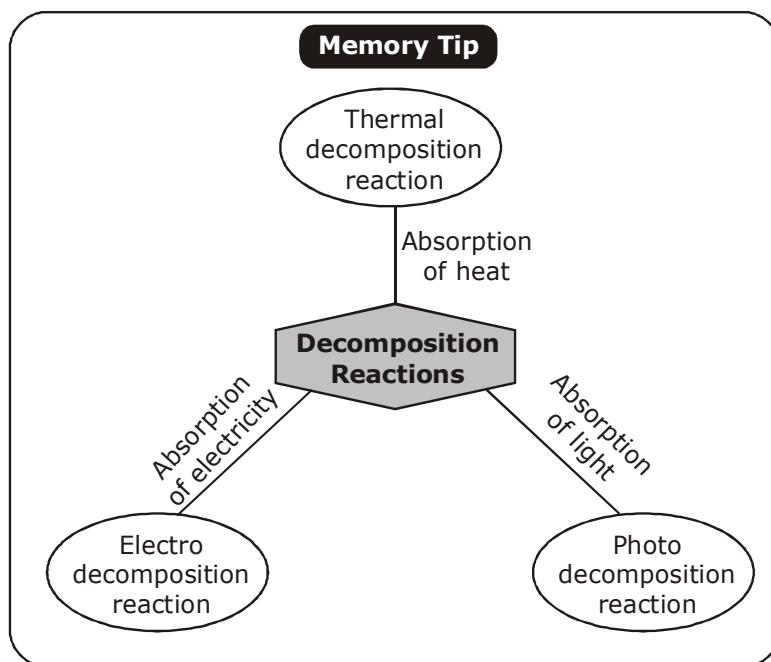 Memory Tip
Thermal
decomposition
reaction
Absorption
of heat
Decomposition
Reactions
Absorption
of electricity
Absorption
of light
Electro
decomposition
reaction
Photo
decomposition
reaction